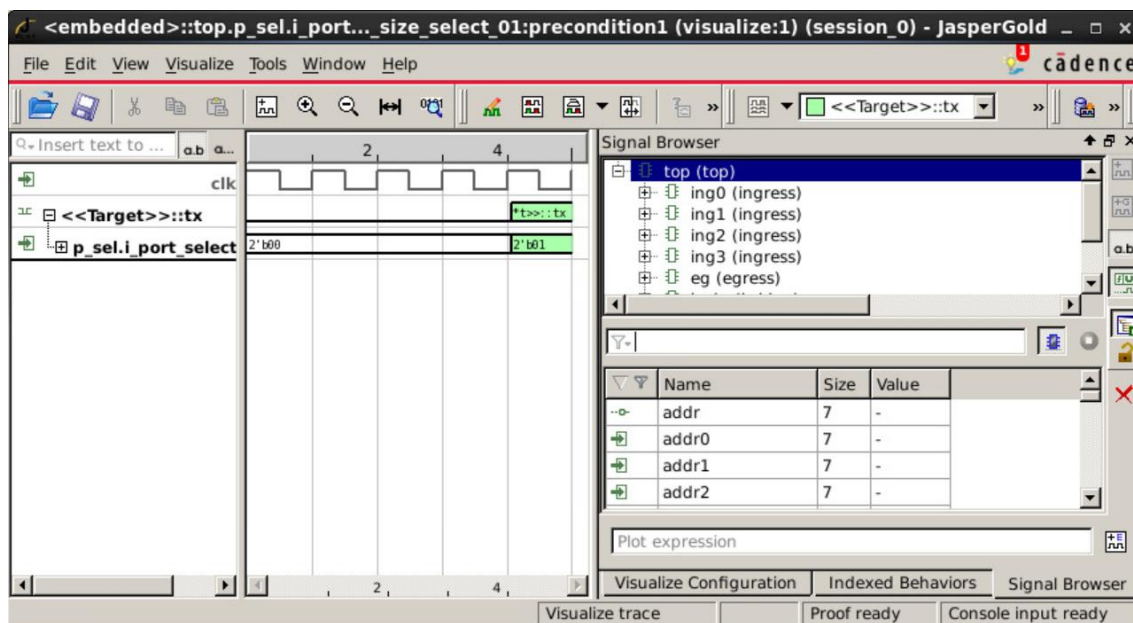 <<embedded>>::top.p_sel.i_port..._size_select_01:precondition1 (visualize:1) (session_0) - JasperGold
File Edit View Visualize Tools Window Help
1
cādence
<<Target>>::tx
Insert text to ...
a.b a...
2 4
Signal Browser
clk
<<Target>>::tx
*t>>::tx
p_sel.i_port_select
2'b00
2'b01
top (top)
ing0 (ingress)
ing1 (ingress)
ing2 (ingress)
ing3 (ingress)
eg (egress)
a.b
Name Size Value
addr 7 -
addr0 7 -
addr1 7 -
addr2 7 -
Plot expression
2 4
Visualize Configuration Indexed Behaviors Signal Browser
Visualize trace Proof ready Console input ready